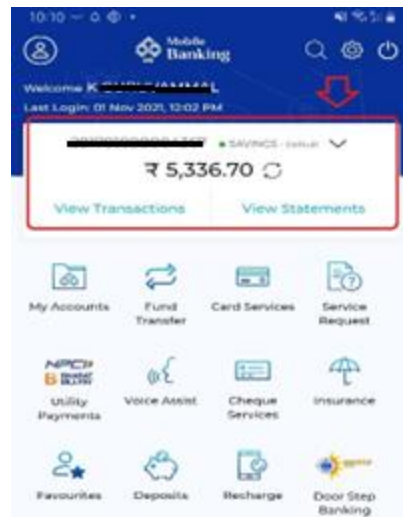 10:10
Mobile
Banking
Welcome K
Last Login: 01 Nov 2021, 12:02 PM
SAVINGS
₹ 5,336.70
View Transactions View Statements
My Accounts Fund Transfer Card Services Service Request
NPCI
BHARAT BILLPAY
Utility Payments Voice Assist Cheque Services Insurance
Favourites Deposits Recharge Door Step Banking